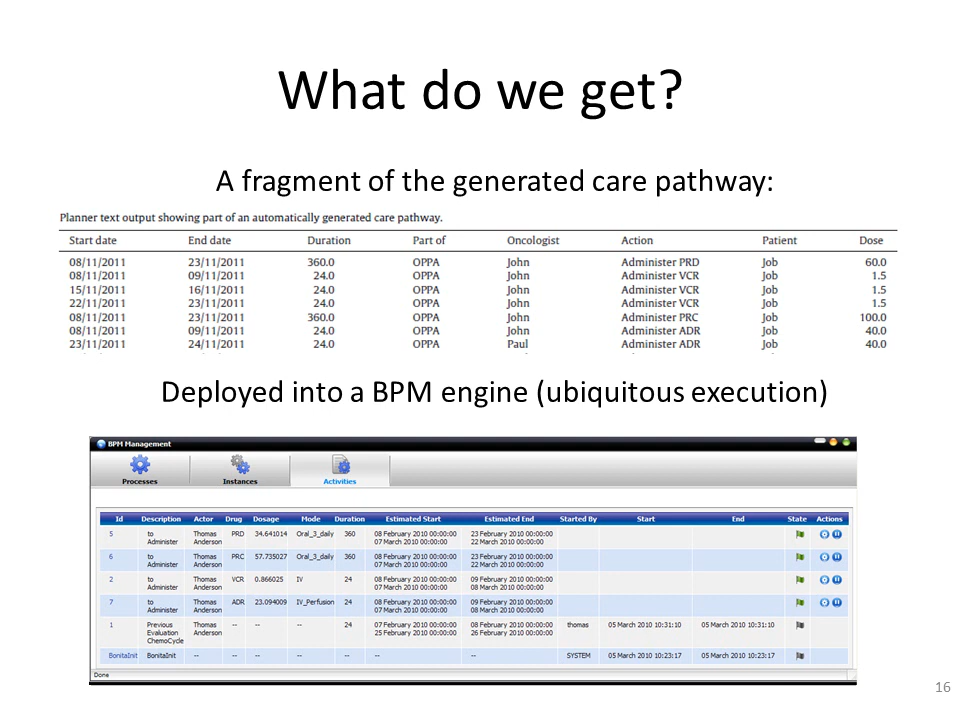 What do we get?
A fragment of the generated care pathway:
Planner text output showing part of an automatically generated care pathway.
Start date End date Duration Part of Oncologist Action Patient Dose
08/11/2011 23/11/2011 360.0 OPPA John Administer PRD Job 60.0
08/11/2011 09/11/2011 24.0 OPPA John Administer VCR Job 1.5
15/11/2011 16/11/2011 24.0 OPPA John Administer VCR Job 1.5
22/11/2011 23/11/2011 24.0 OPPA John Administer VCR Job 1.5
08/11/2011 23/11/2011 360.0 OPPA John Administer PRC Job 100.0
08/11/2011 09/11/2011 24.0 OPPA John Administer ADR Job 40.0
23/11/2011 24/11/2011 24.0 OPPA Paul Administer ADR Job 40.0
Deployed into a BPM engine (ubiquitous execution)
BPM Management
Processes Instances Activities
Id Description Actor Drug Dosage Mode Duration Estimated Start Estimated End Started By Start End State Actions
5 to Thomas PRD 34.641014 Oral_3_daily 360 08 February 2010 00:00:00 23 February 2010 00:00:00
Administer Anderson 07 March 2010 00:00:00 22 March 2010 00:00:00
6 to Thomas PRC 57.735027 Oral_3_daily 360 08 February 2010 00:00:00 23 February 2010 00:00:00
Administer Anderson 07 March 2010 00:00:00 22 March 2010 00:00:00
2 to Thomas VCR 0.866025 IV 24 08 February 2010 00:00:00 09 February 2010 00:00:00
Administer Anderson 07 March 2010 00:00:00 08 March 2010 00:00:00
7 to Thomas ADR 23.094009 IV_Perfusion 24 08 February 2010 00:00:00 09 February 2010 00:00:00
Administer Anderson 07 March 2010 00:00:00 08 March 2010 00:00:00
1 Previous Thomas -- -- -- 24 07 February 2010 00:00:00 08 February 2010 00:00:00 thomas 05 March 2010 10:31:10 05 March 2010 10:31:10
Evaluation Anderson 25 February 2010 00:00:00 26 February 2010 00:00:00
ChemoCycle
BonitaInit BonitaInit -- -- -- -- -- -- -- SYSTEM 05 March 2010 10:23:17 05 March 2010 10:23:17
Done
16